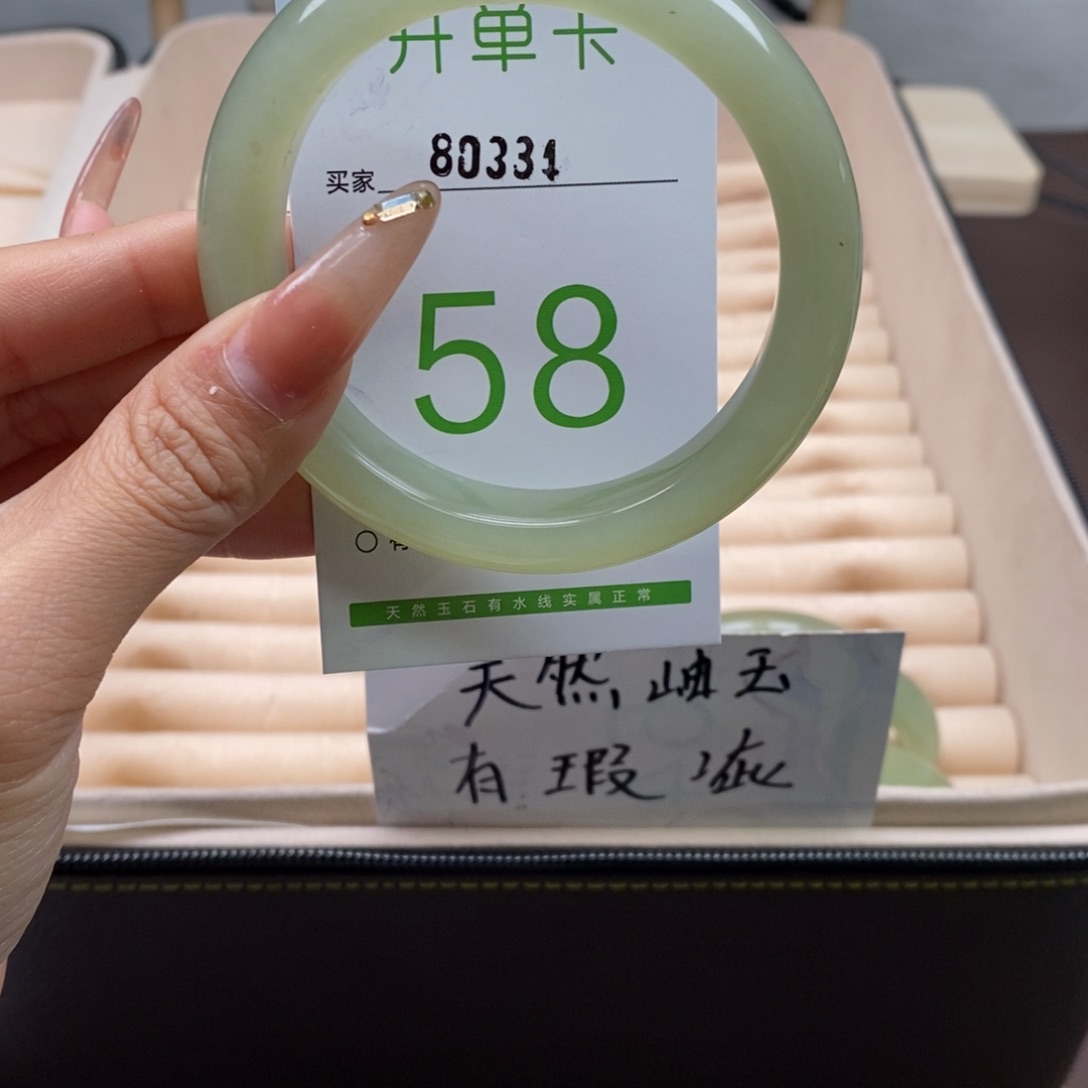 开单卡
买家 80331
58
○ 有
天然玉石有水线实属正常
天然岫玉
有瑕疵